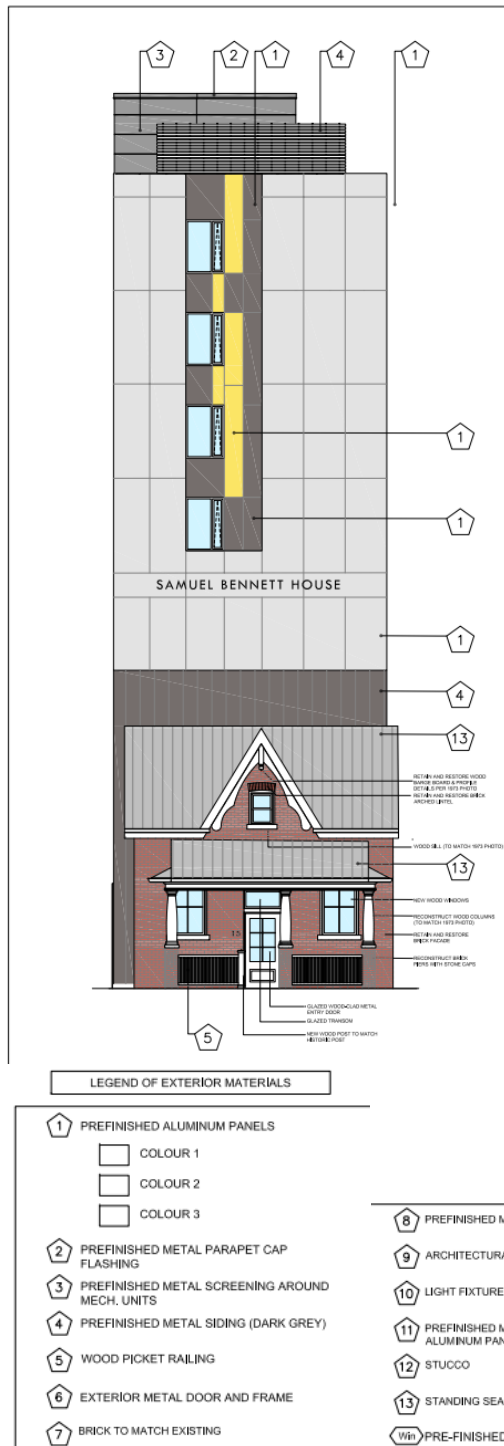 3
2
1
4
1
1
1
SAMUEL BENNETT HOUSE
1
4
13
RETAIN AND RESTORE WOOD
BARGE BOARD & PROFILE
DETAILS PER 1973 PHOTO
RETAIN AND RESTORE BRICK
ARCHED LINTEL
WOOD SILL (TO MATCH 1973 PHOTO)
13
NEW WOOD WINDOWS
RECONSTRUCT WOOD COLUMNS
(TO MATCH 1973 PHOTO)
15
RETAIN AND RESTORE
BRICK FACADE
RECONSTRUCT BRICK
PIERS WITH STONE CAPS
GLAZED WOOD-CLAD METAL
ENTRY DOOR
GLAZED TRANSOM
NEW WOOD POST TO MATCH
HISTORIC POST
5
LEGEND OF EXTERIOR MATERIALS
1 PREFINISHED ALUMINUM PANELS
COLOUR 1
COLOUR 2
COLOUR 3
2 PREFINISHED METAL PARAPET CAP
FLASHING
3 PREFINISHED METAL SCREENING AROUND
MECH. UNITS
4 PREFINISHED METAL SIDING (DARK GREY)
5 WOOD PICKET RAILING
6 EXTERIOR METAL DOOR AND FRAME
7 BRICK TO MATCH EXISTING
8 PREFINISHED M
9 ARCHITECTURA
10 LIGHT FIXTURE
11 PREFINISHED M
ALUMINUM PAN
12 STUCCO
13 STANDING SEA
Win PRE-FINISHED